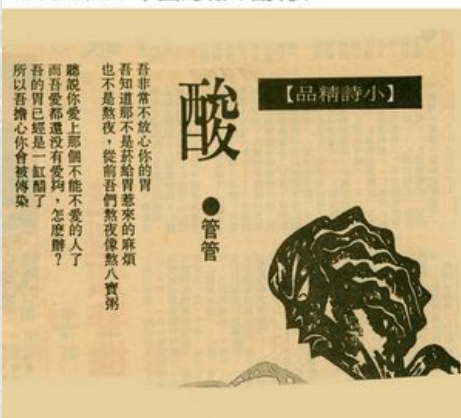 【小詩精品】
酸
●管管
吾非常不放心你的胃
吾知道那不是菸給胃惹來的麻煩
也不是熬夜，從前吾們熬夜像熬八寶粥
聽說你愛上那個不能不愛的人了
而吾愛都還没有愛夠，怎麽辦？
吾的胃已經是一缸醋了
所以吾擔心你會被傳染